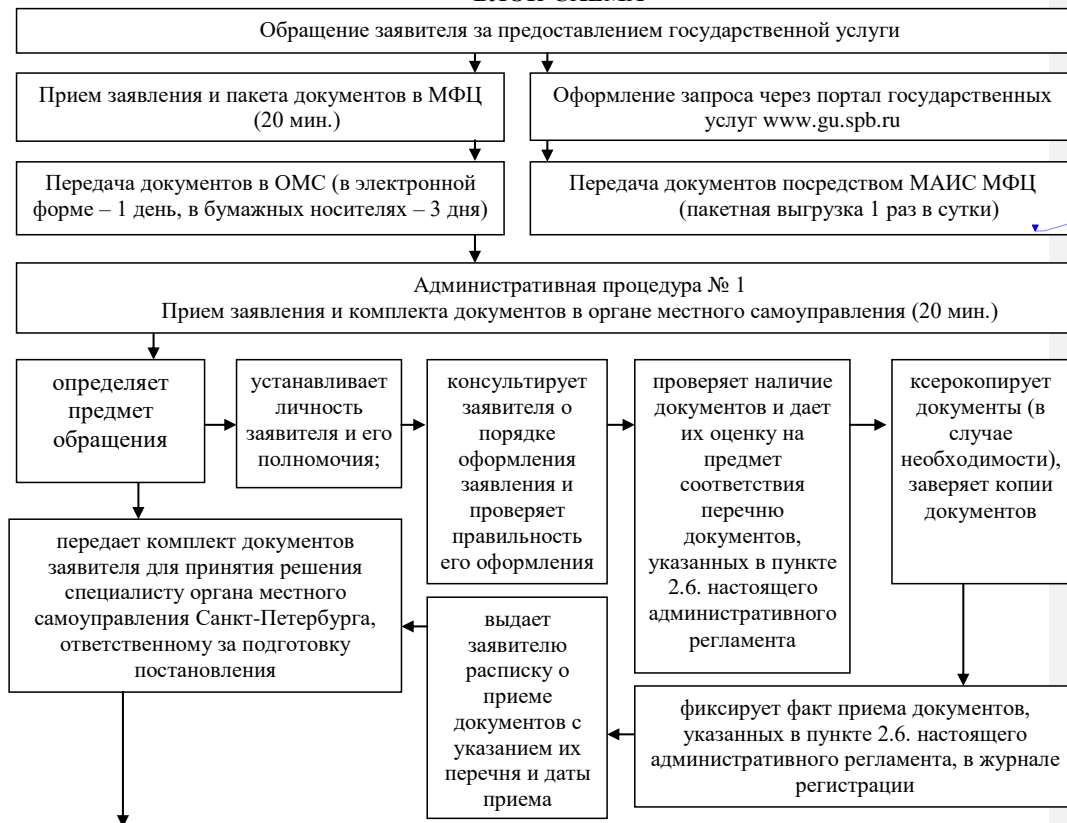 БЛОК-СХЕМА
Обращение заявителя за предоставлением государственной услуги
Прием заявления и пакета документов в МФЦ
(20 мин.)
Оформление запроса через портал государственных
услуг www.gu.spb.ru
Передача документов в ОМС (в электронной
форме – 1 день, в бумажных носителях – 3 дня)
Передача документов посредством МАИС МФЦ
(пакетная выгрузка 1 раз в сутки)
Административная процедура № 1
Прием заявления и комплекта документов в органе местного самоуправления (20 мин.)
определяет
предмет
обращения
устанавливает
личность
заявителя и его
полномочия;
консультирует
заявителя о
порядке
оформления
заявления и
проверяет
правильность
его оформления
проверяет наличие
документов и дает
их оценку на
предмет
соответствия
перечню
документов,
указанных в пункте
2.6. настоящего
административного
регламента
ксерокопирует
документы (в
случае
необходимости),
заверяет копии
документов
фиксирует факт приема документов,
указанных в пункте 2.6. настоящего
административного регламента, в журнале
регистрации
выдает
заявителю
расписку о
приеме
документов с
указанием их
перечня и даты
приема
передает комплект документов
заявителя для принятия решения
специалисту органа местного
самоуправления Санкт-Петербурга,
ответственному за подготовку
постановления